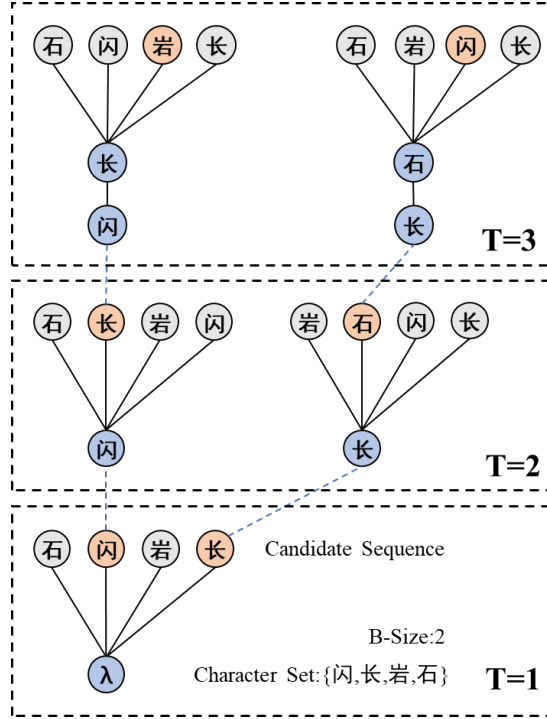 石 闪 岩 长 石 岩 闪 长
长 石
闪 长
T=3
石 长 岩 闪 岩 石 闪 长
闪 长
T=2
石 闪 岩 长 Candidate Sequence
B-Size:2
λ Character Set:{闪,长,岩,石} T=1